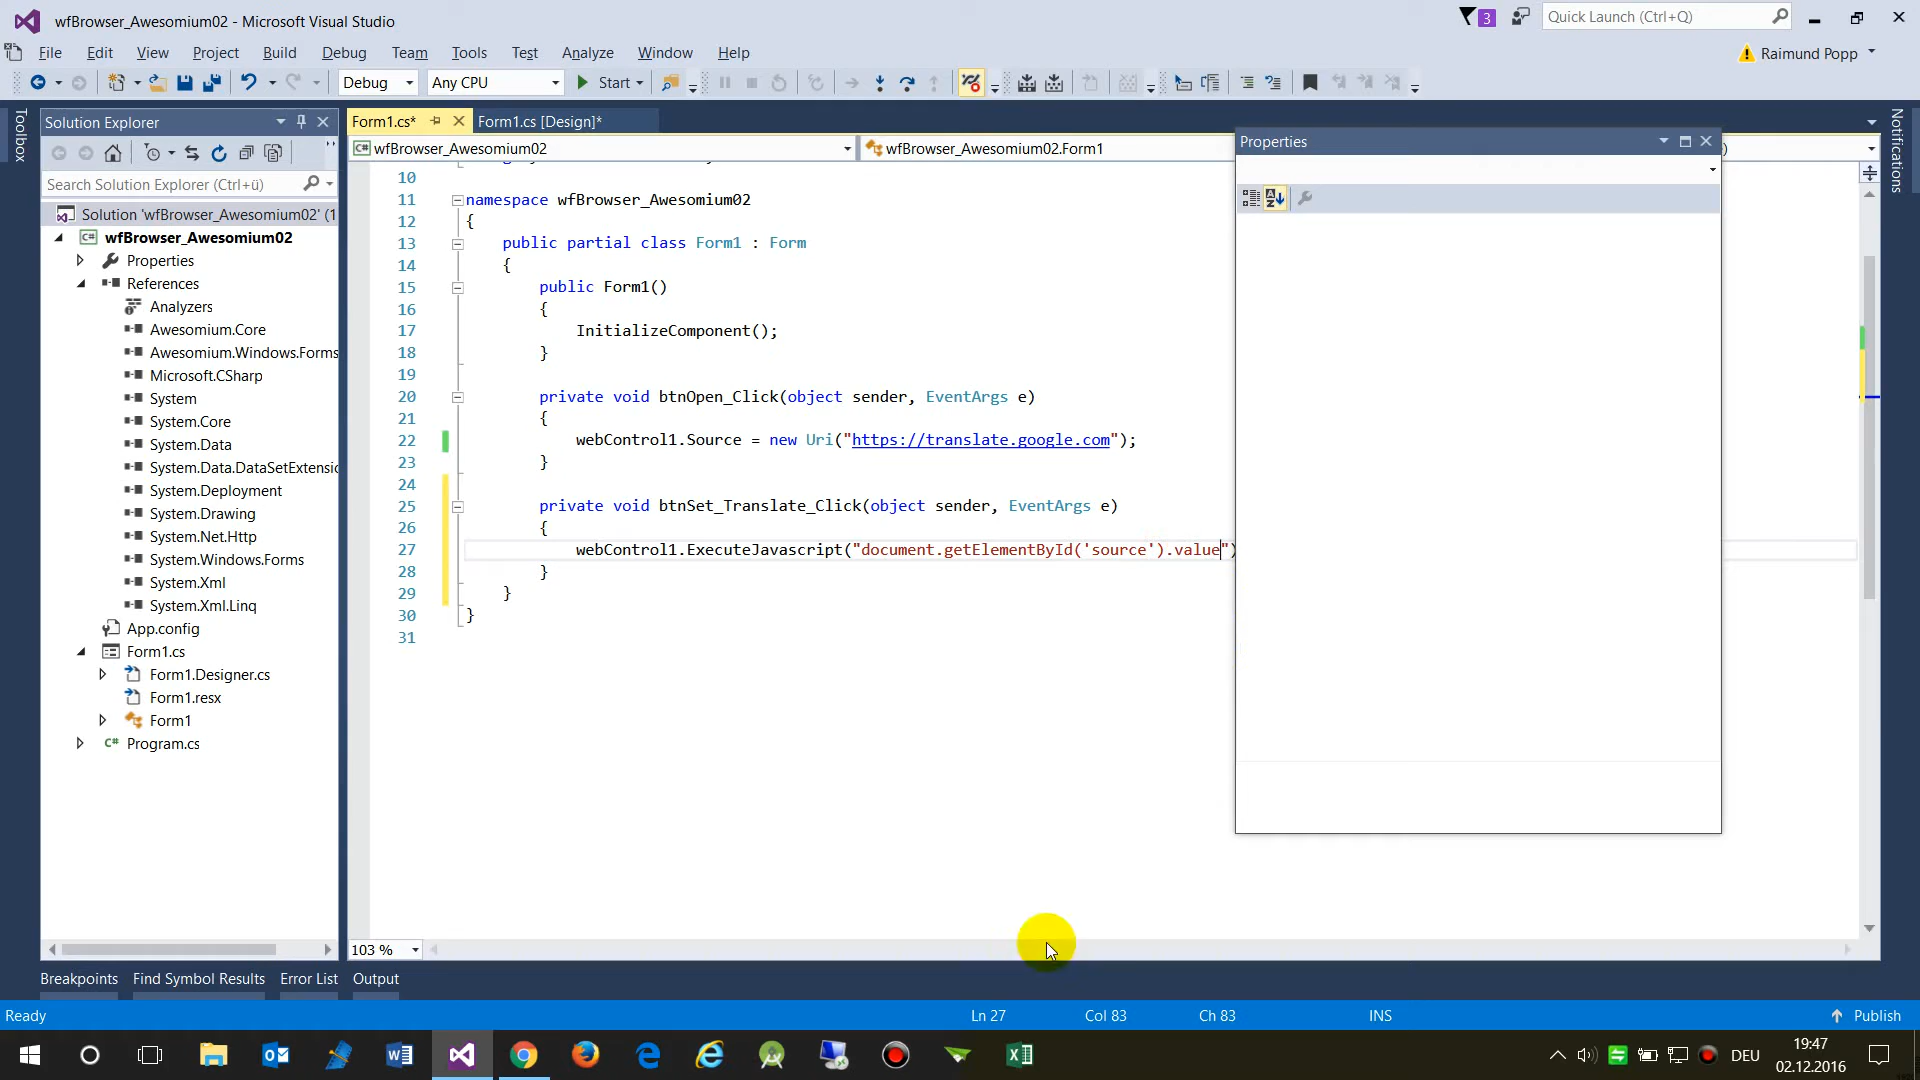 wfBrowser_Awesomium02 - Microsoft Visual Studio
3
Quick Launch (Ctrl+Q)
File Edit View Project Build Debug Team Tools Test Analyze Window Help
Raimund Popp
Debug
Any CPU
Start
Toolbox
Solution Explorer
Form1.cs*
Form1.cs [Design]*
Notifications
wfBrowser_Awesomium02
wfBrowser_Awesomium02.Form1
Properties
Search Solution Explorer (Ctrl+ü)
Solution 'wfBrowser_Awesomium02' (1
wfBrowser_Awesomium02
Properties
References
Analyzers
Awesomium.Core
Awesomium.Windows.Forms
Microsoft.CSharp
System
System.Core
System.Data
System.Data.DataSetExtensio
System.Deployment
System.Drawing
System.Net.Http
System.Windows.Forms
System.Xml
System.Xml.Linq
App.config
Form1.cs
Form1.Designer.cs
Form1.resx
Form1
Program.cs
10
11 namespace wfBrowser_Awesomium02
12 {
13 public partial class Form1 : Form
14 {
15 public Form1()
16 {
17 InitializeComponent();
18 }
19
20 private void btnOpen_Click(object sender, EventArgs e)
21 {
22 webControl1.Source = new Uri("https://translate.google.com");
23 }
24
25 private void btnSet_Translate_Click(object sender, EventArgs e)
26 {
27 webControl1.ExecuteJavascript("document.getElementById('source').value")
28 }
29 }
30 }
31
103 %
Breakpoints Find Symbol Results Error List Output
Ready
Ln 27
Col 83
Ch 83
INS
Publish
DEU
19:47
02.12.2016